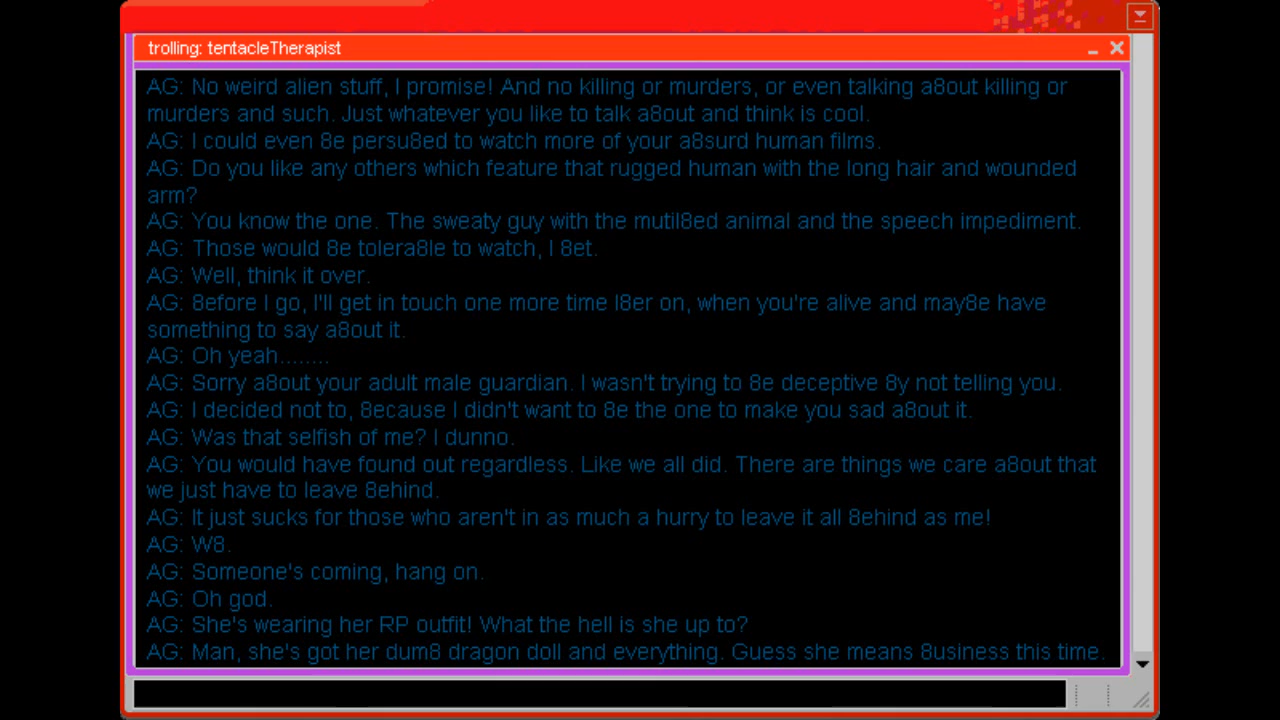 trolling: tentacleTherapist
AG: No weird alien stuff, I promise! And no killing or murders, or even talking a8out killing or
murders and such. Just whatever you like to talk a8out and think is cool.
AG: I could even 8e persu8ed to watch more of your a8surd human films.
AG: Do you like any others which feature that rugged human with the long hair and wounded
arm?
AG: You know the one. The sweaty guy with the mutil8ed animal and the speech impediment.
AG: Those would 8e tolera8le to watch, I 8et.
AG: Well, think it over.
AG: 8efore I go, I'll get in touch one more time l8er on, when you're alive and may8e have
something to say a8out it.
AG: Oh yeah........
AG: Sorry a8out your adult male guardian. I wasn't trying to 8e deceptive 8y not telling you.
AG: I decided not to, 8ecause I didn't want to 8e the one to make you sad a8out it.
AG: Was that selfish of me? I dunno.
AG: You would have found out regardless. Like we all did. There are things we care a8out that
we just have to leave 8ehind.
AG: It just sucks for those who aren't in as much a hurry to leave it all 8ehind as me!
AG: W8.
AG: Someone's coming, hang on.
AG: Oh god.
AG: She's wearing her RP outfit! What the hell is she up to?
AG: Man, she's got her dum8 dragon doll and everything. Guess she means 8usiness this time.